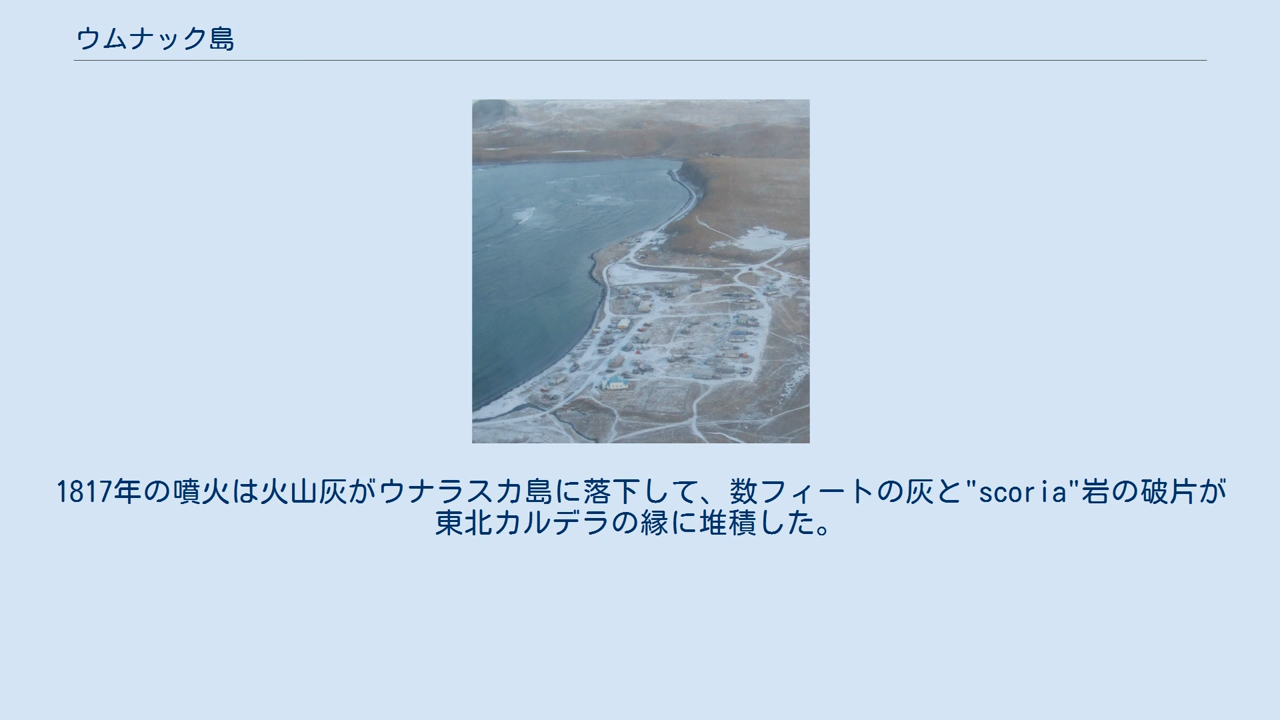 ウムナック島
1817年の噴火は火山灰がウナラスカ島に落下して、数フィートの灰と"scoria"岩の破片が
東北カルデラの縁に堆積した。